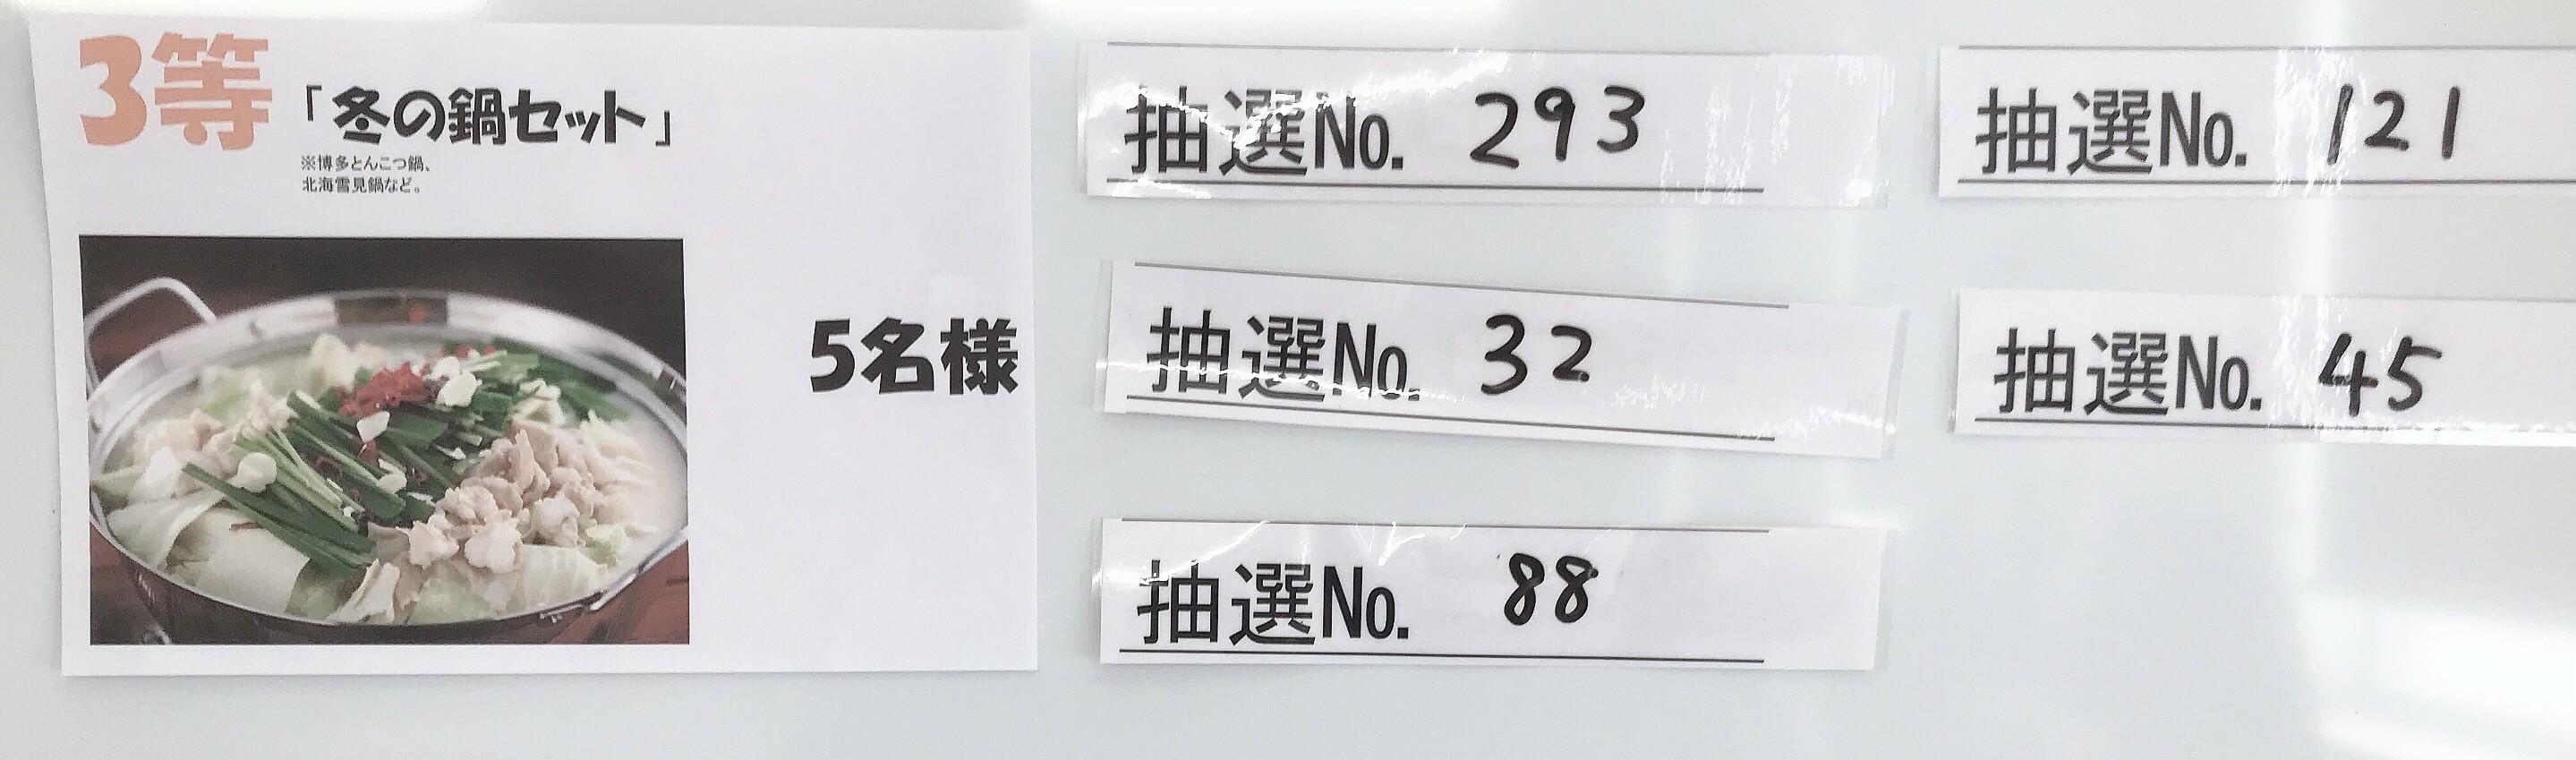 3等「冬の鍋セット」
※博多とんこつ鍋、
北海雪見鍋など。
5名様
抽選No. 293
抽選No. 121
抽選No. 32
抽選No. 45
抽選No. 88